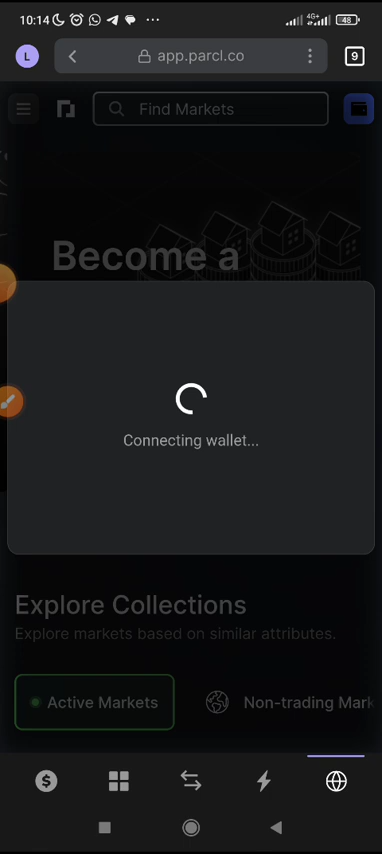 10:14
4G+
48
L
app.parcl.co
9
Find Markets
Become a
Connecting wallet...
Explore Collections
Explore markets based on similar attributes.
Active Markets
Non-trading Mark